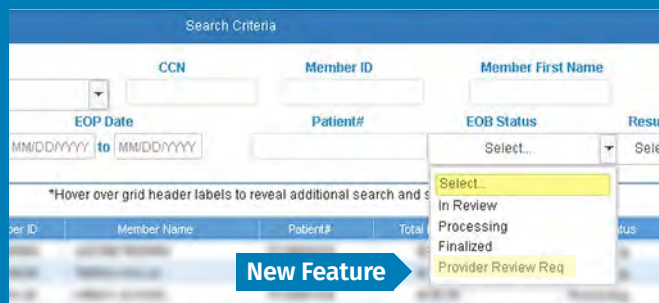 Search Criteria
CCN Member ID Member First Name
EOP Date Patient# EOB Status
MM/DD/YYYY to MM/DD/YYYY Select...
*Hover over grid header labels to reveal additional search and
Select...
In Review
Member Name Patient# Total
Processing
Finalized
New Feature Provider Review Req